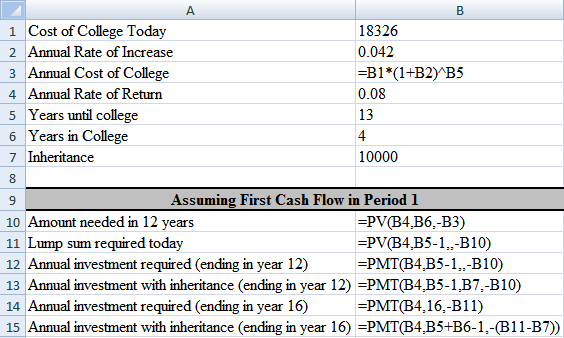 A B
1 Cost of College Today 18326
2 Annual Rate of Increase 0.042
3 Annual Cost of College =B1*(1+B2)^B5
4 Annual Rate of Return 0.08
5 Years until college 13
6 Years in College 4
7 Inheritance 10000
8
9 Assuming First Cash Flow in Period 1
10 Amount needed in 12 years =PV(B4,B6,-B3)
11 Lump sum required today =PV(B4,B5-1,,-B10)
12 Annual investment required (ending in year 12) =PMT(B4,B5-1,,-B10)
13 Annual investment with inheritance (ending in year 12) =PMT(B4,B5-1,B7,-B10)
14 Annual investment required (ending in year 16) =PMT(B4,16,-B11)
15 Annual investment with inheritance (ending in year 16) =PMT(B4,B5+B6-1,-(B11-B7))